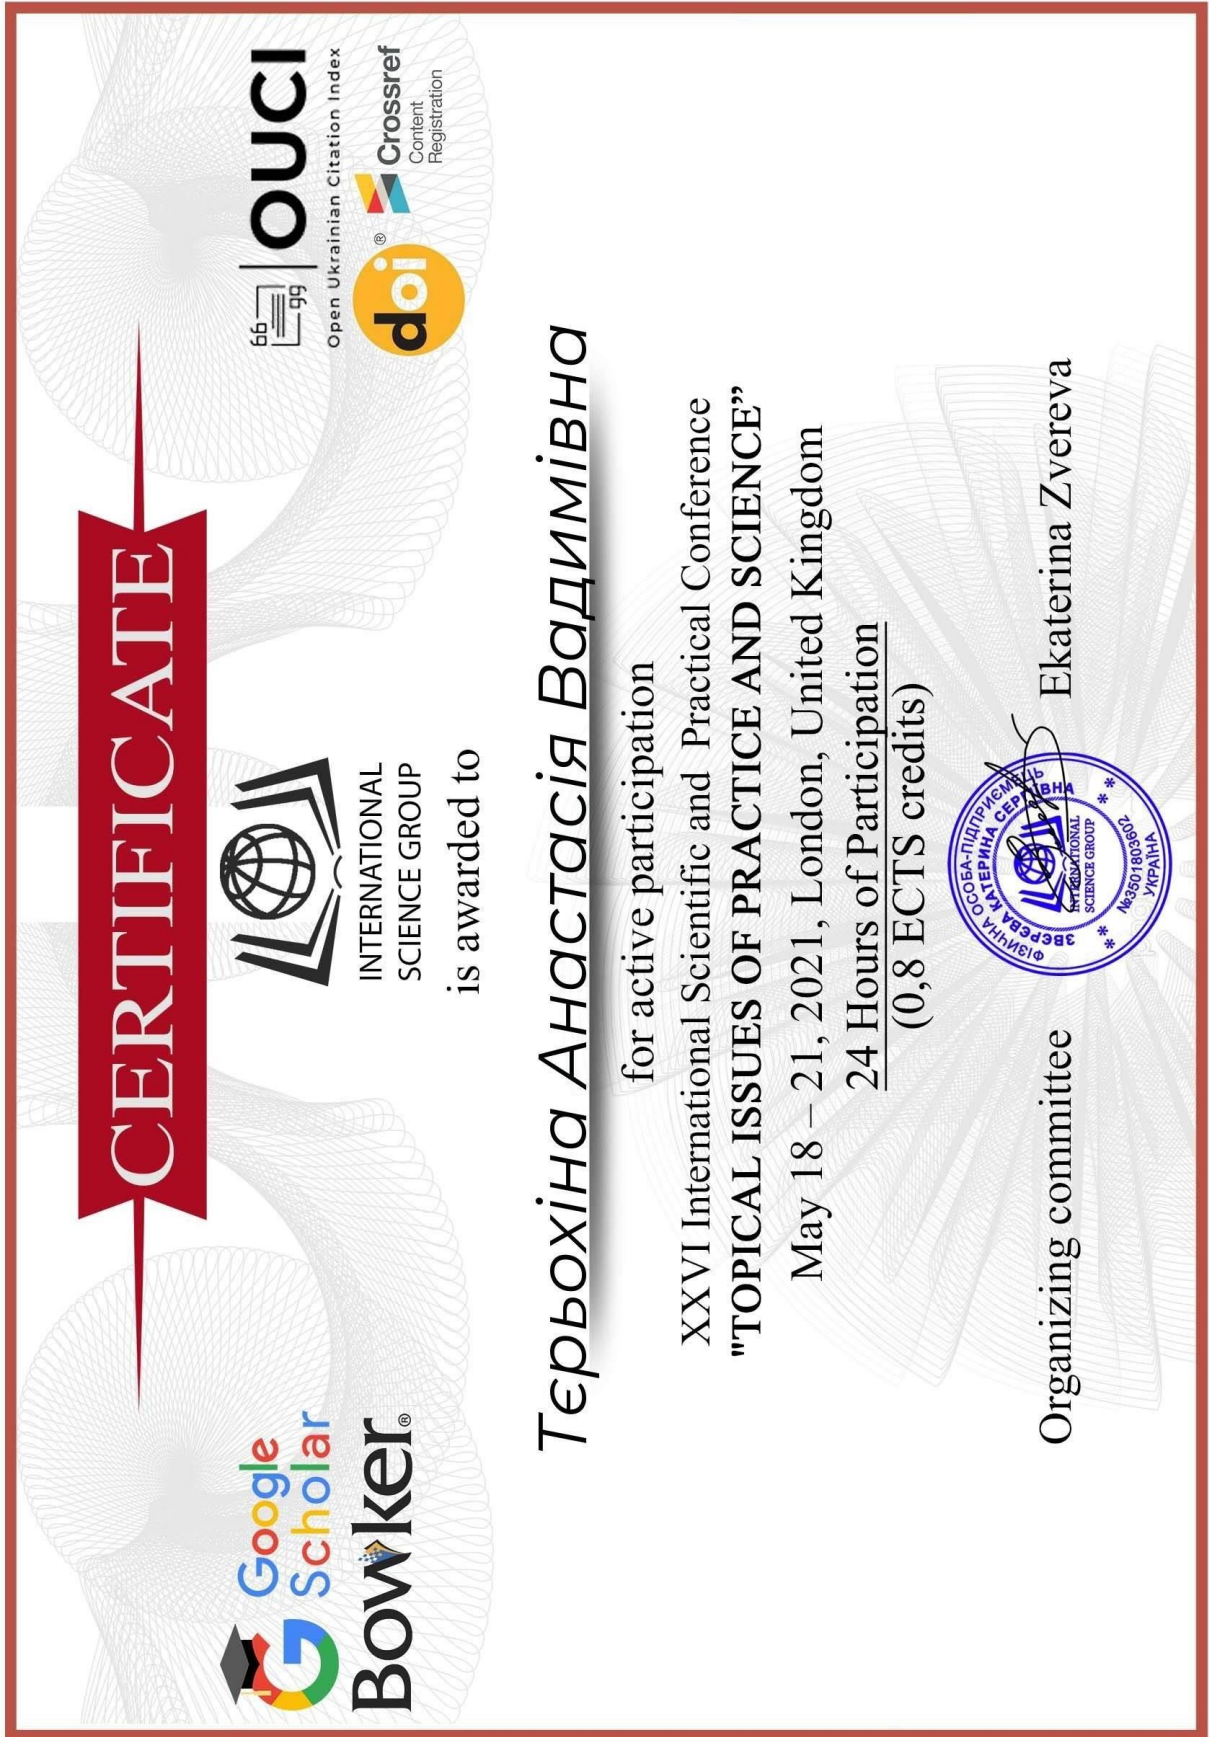 CERTIFICATE
Google
Scholar
Bowker®
INTERNATIONAL
SCIENCE GROUP
OUCI
Open Ukrainian Citation Index
doi®
Crossref
Content
Registration
is awarded to
Тєрьохіна Анастасія Вадимівна
for active participation
XXVI International Scientific and Practical Conference
"TOPICAL ISSUES OF PRACTICE AND SCIENCE”
May 18 – 21, 2021, London, United Kingdom
24 Hours of Participation
(0,8 ECTS credits)
Organizing committee
ФІЗИЧНА ОСОБА-ПІДПРИЄМЕЦЬ
ЗВЄРЄВА КАТЕРИНА СЕРГІЇВНА
INTERNATIONAL
SCIENCE GROUP
№3501803602
УКРАЇНА
Ekaterina Zvereva